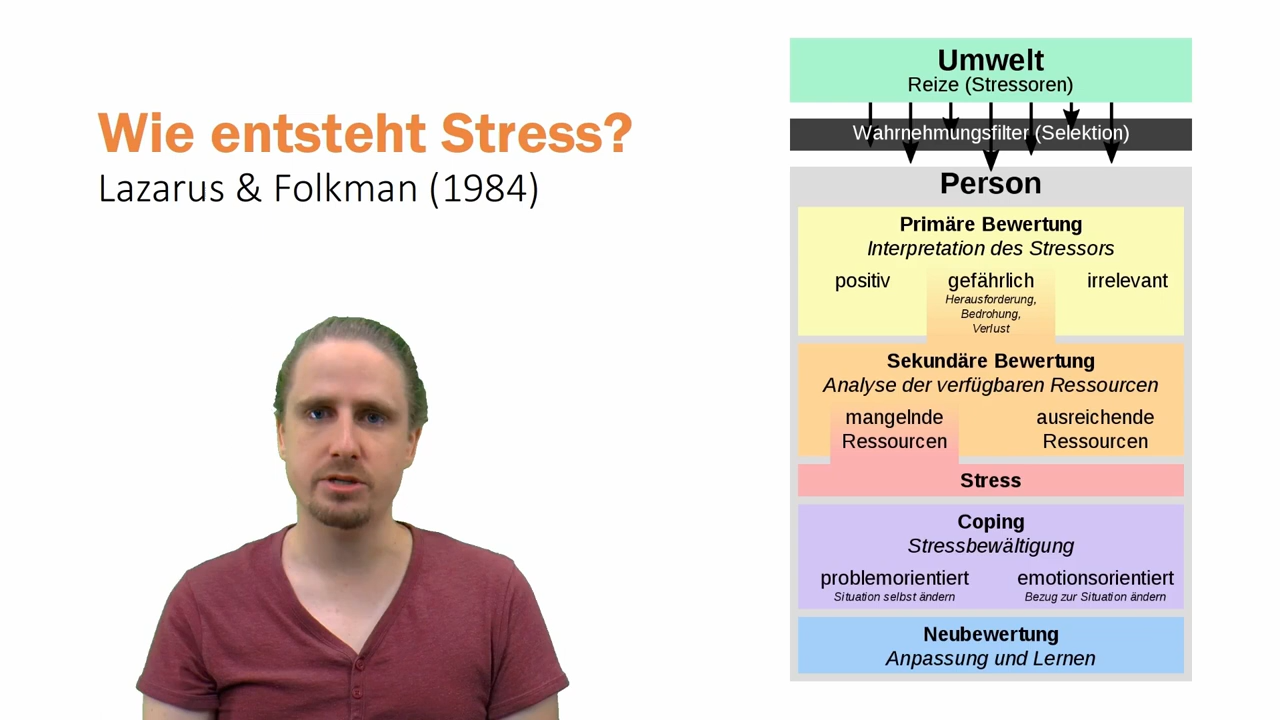 Wie entsteht Stress?
Lazarus & Folkman (1984)
Umwelt
Reize (Stressoren)
Wahrnehmungsfilter (Selektion)
Person
Primäre Bewertung
Interpretation des Stressors
positiv gefährlich irrelevant
Herausforderung,
Bedrohung,
Verlust
Sekundäre Bewertung
Analyse der verfügbaren Ressourcen
mangelnde ausreichende
Ressourcen Ressourcen
Stress
Coping
Stressbewältigung
problemorientiert emotionsorientiert
Situation selbst ändern Bezug zur Situation ändern
Neubewertung
Anpassung und Lernen